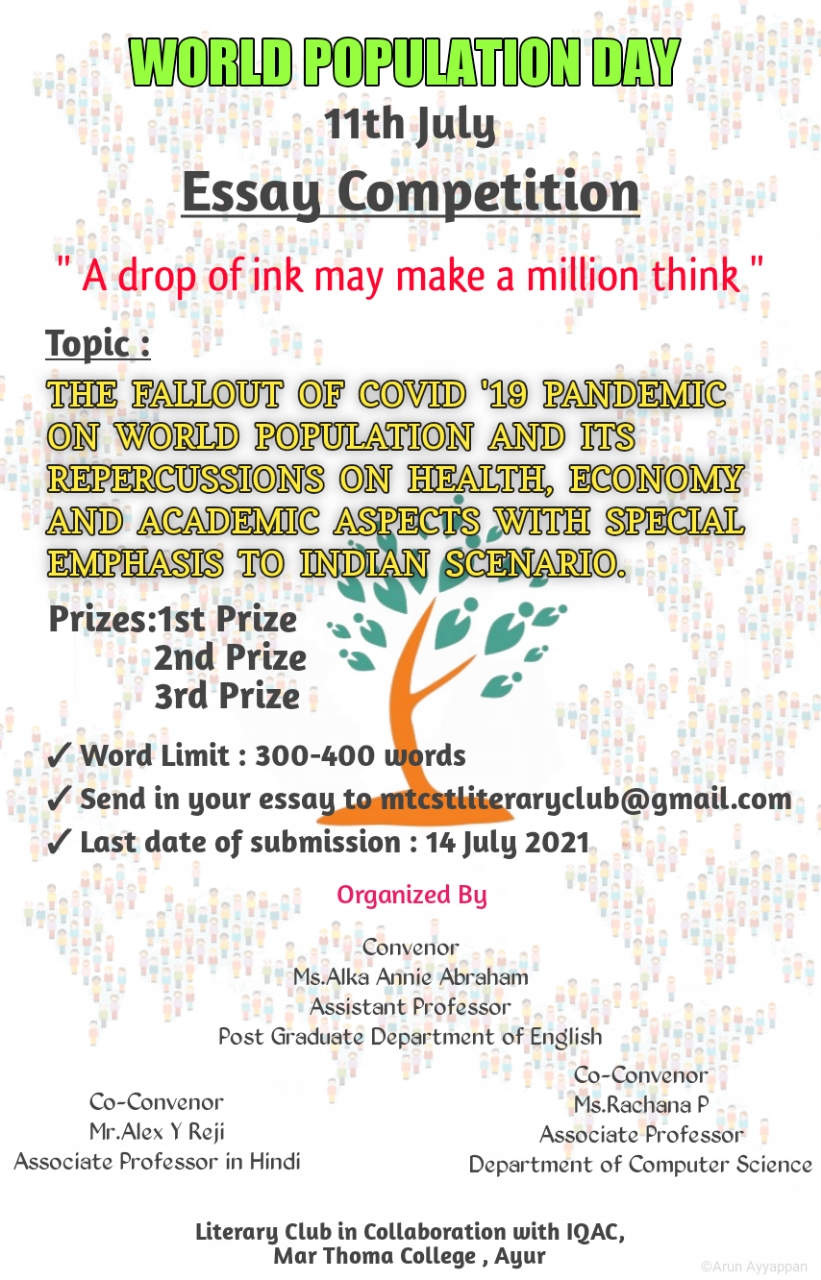 WORLD POPULATION DAY
11th July
Essay Competition
" A drop of ink may make a million think "
Topic :
THE FALLOUT OF COVID '19 PANDEMIC
ON WORLD POPULATION AND ITS
REPERCUSSIONS ON HEALTH, ECONOMY
AND ACADEMIC ASPECTS WITH SPECIAL
EMPHASIS TO INDIAN SCENARIO.
Prizes:1st Prize
2nd Prize
3rd Prize
✓ Word Limit : 300-400 words
✓ Send in your essay to mtcstliteraryclub@gmail.com
✓ Last date of submission : 14 July 2021
Organized By
Convenor
Ms.Alka Annie Abraham
Assistant Professor
Post Graduate Department of English
Co-Convenor
Mr.Alex Y Reji
Associate Professor in Hindi
Co-Convenor
Ms.Rachana P
Associate Professor
Department of Computer Science
Literary Club in Collaboration with IQAC,
Mar Thoma College , Ayur
©Arun Ayyappan